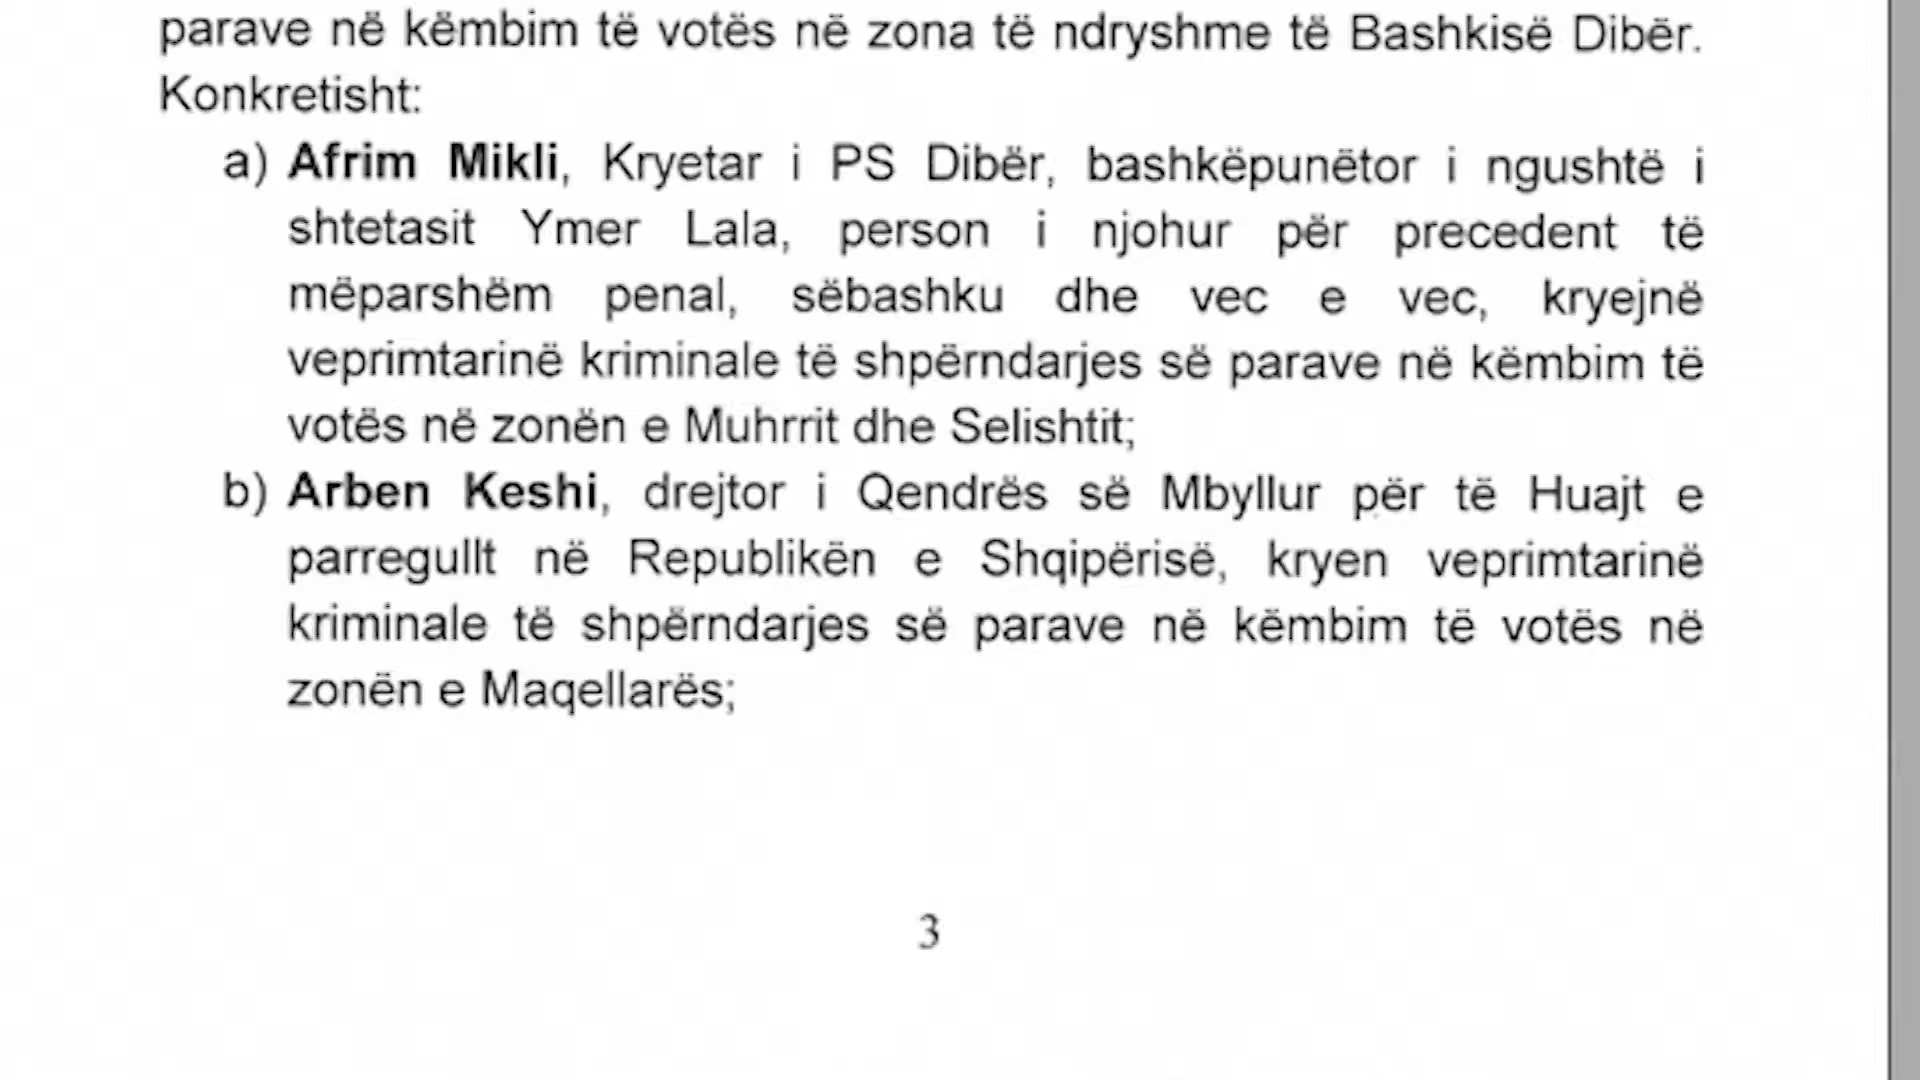 parave në këmbim të votës në zona të ndryshme të Bashkisë Dibër.
Konkretisht:
a) Afrim Mikli, Kryetar i PS Dibër, bashkëpunëtor i ngushtë i
shtetasit Ymer Lala, person i njohur për precedent të
mëparshëm penal, sëbashku dhe vec e vec, kryejnë
veprimtarinë kriminale të shpërndarjes së parave në këmbim të
votës në zonën e Muhrrit dhe Selishtit;
b) Arben Keshi, drejtor i Qendrës së Mbyllur për të Huajt e
parregullt në Republikën e Shqipërisë, kryen veprimtarinë
kriminale të shpërndarjes së parave në këmbim të votës në
zonën e Maqellarës;
3